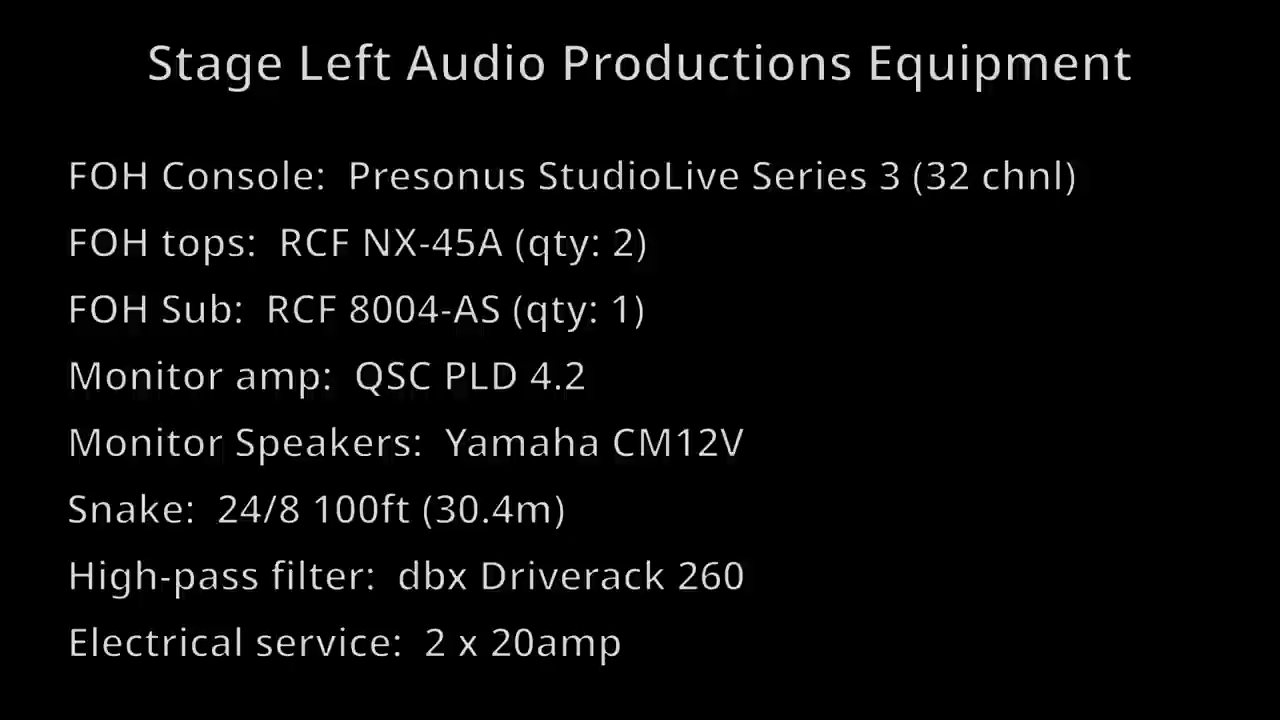 Stage Left Audio Productions Equipment
FOH Console: Presonus StudioLive Series 3 (32 chnl)
FOH tops: RCF NX-45A (qty: 2)
FOH Sub: RCF 8004-AS (qty: 1)
Monitor amp: QSC PLD 4.2
Monitor Speakers: Yamaha CM12V
Snake: 24/8 100ft (30.4m)
High-pass filter: dbx Driverack 260
Electrical service: 2 x 20amp